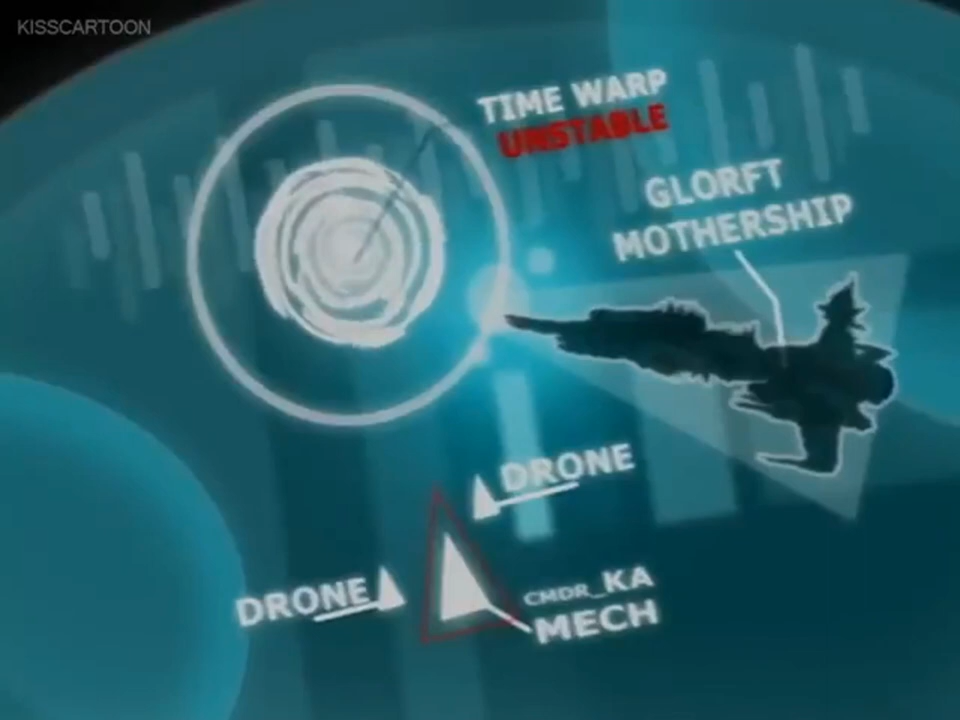 KISSCARTOON
TIME WARP
UNSTABLE
GLORFT
MOTHERSHIP
DRONE
DRONE
CMDR_KA
MECH